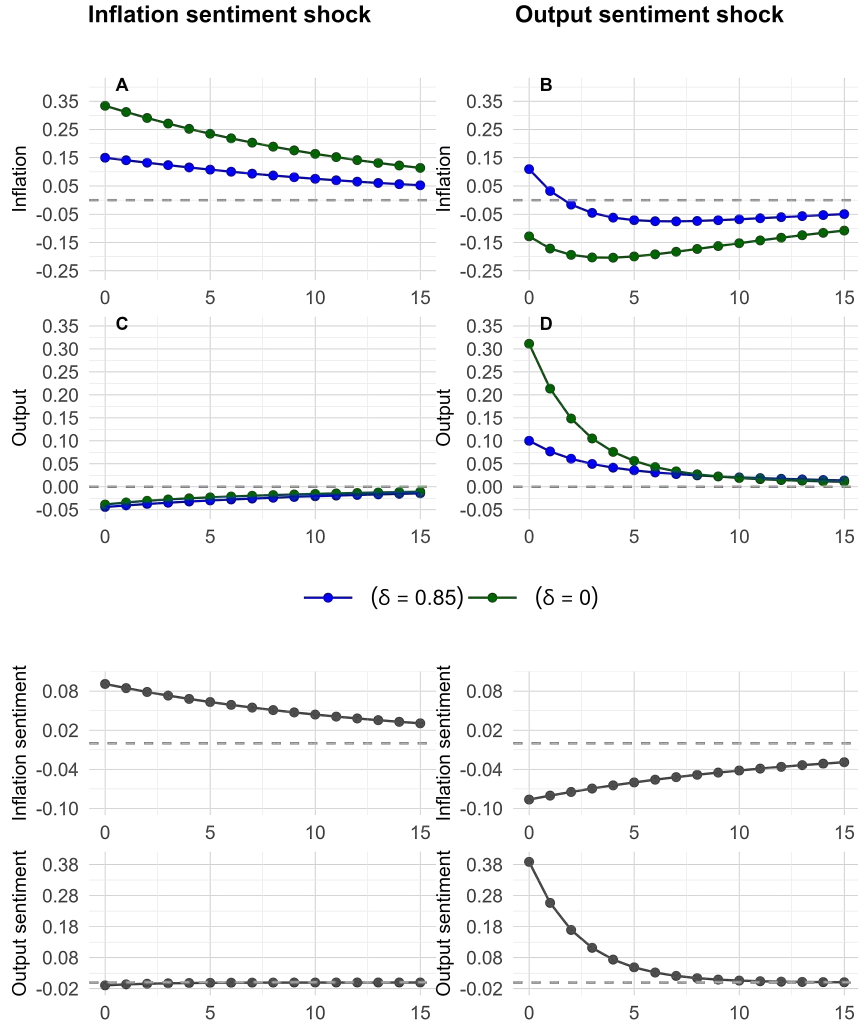 Inflation sentiment shock
Output sentiment shock
A
Inflation
0.35
0.25
0.15
0.05
-0.05
-0.15
-0.25
0 5 10 15
B
Inflation
0.35
0.25
0.15
0.05
-0.05
-0.15
-0.25
0 5 10 15
C
Output
0.35
0.30
0.25
0.20
0.15
0.10
0.05
0.00
-0.05
0 5 10 15
D
Output
0.35
0.30
0.25
0.20
0.15
0.10
0.05
0.00
-0.05
0 5 10 15
(δ = 0.85) (δ = 0)
Inflation sentiment
0.08
0.02
-0.04
-0.10
0 5 10 15
Inflation sentiment
0.08
0.02
-0.04
-0.10
0 5 10 15
Output sentiment
0.38
0.28
0.18
0.08
-0.02
0 5 10 15
Output sentiment
0.38
0.28
0.18
0.08
-0.02
0 5 10 15